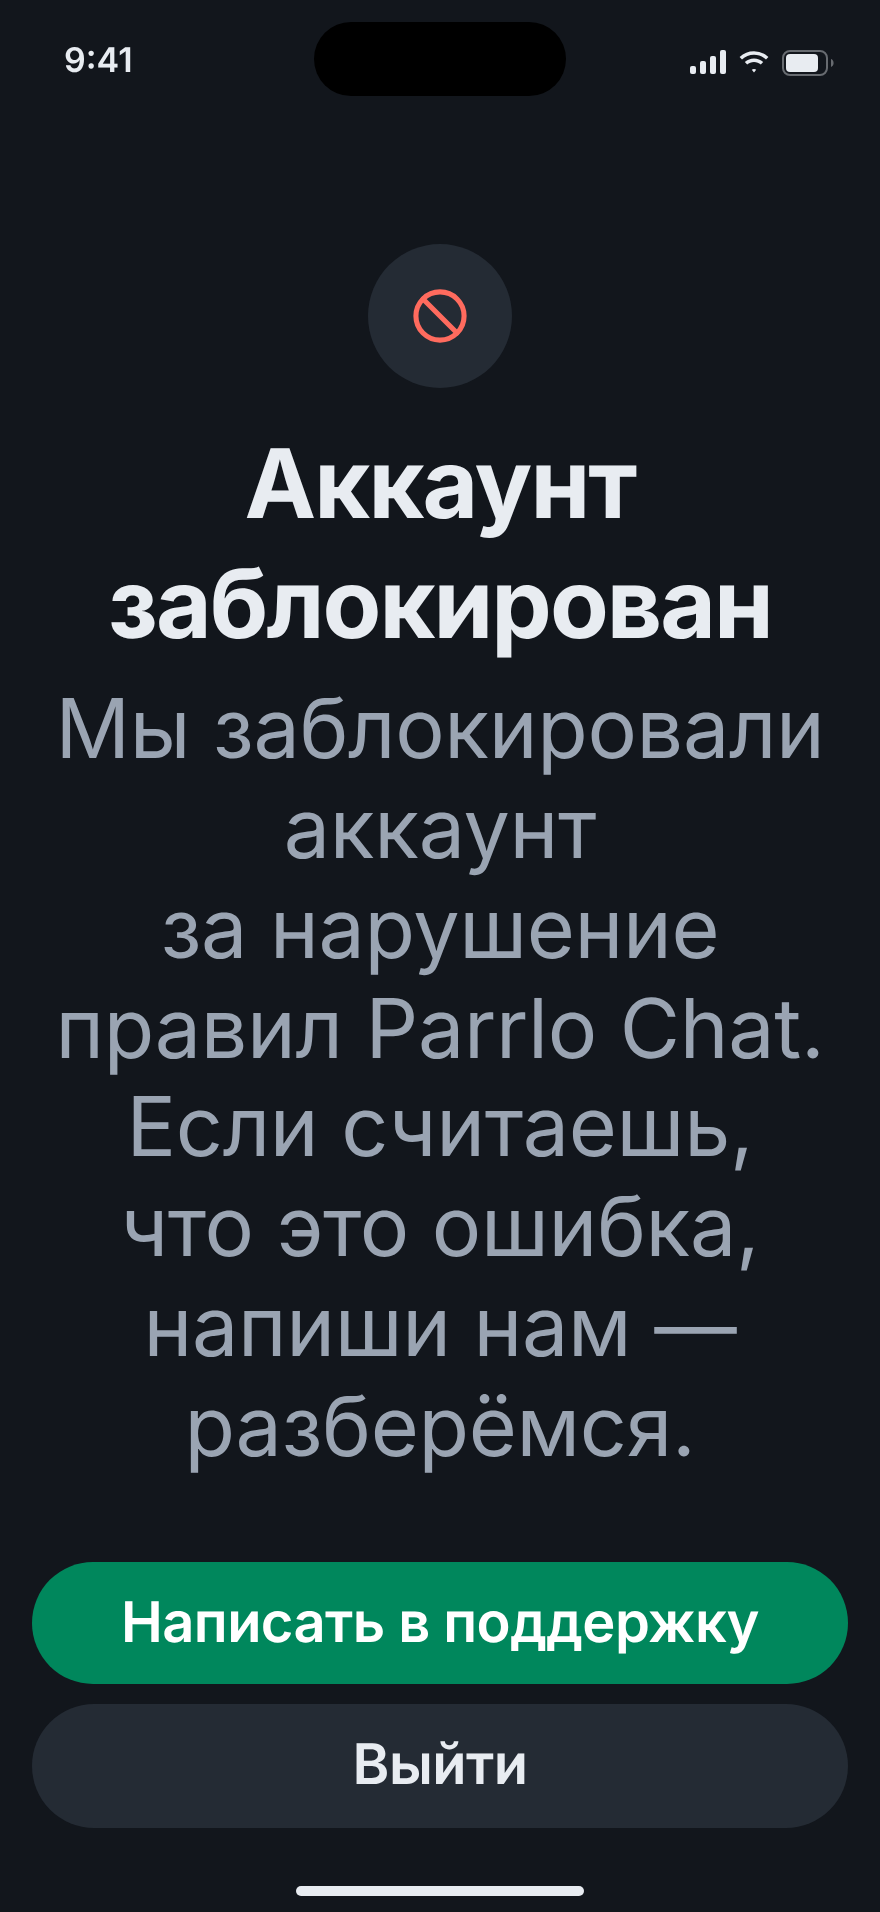 9:41
Аккаунт
заблокирован
Мы заблокировали
аккаунт
за нарушение
правил Parrlo Chat.
Если считаешь,
что это ошибка,
напиши нам —
разберёмся.
Написать в поддержку
Выйти